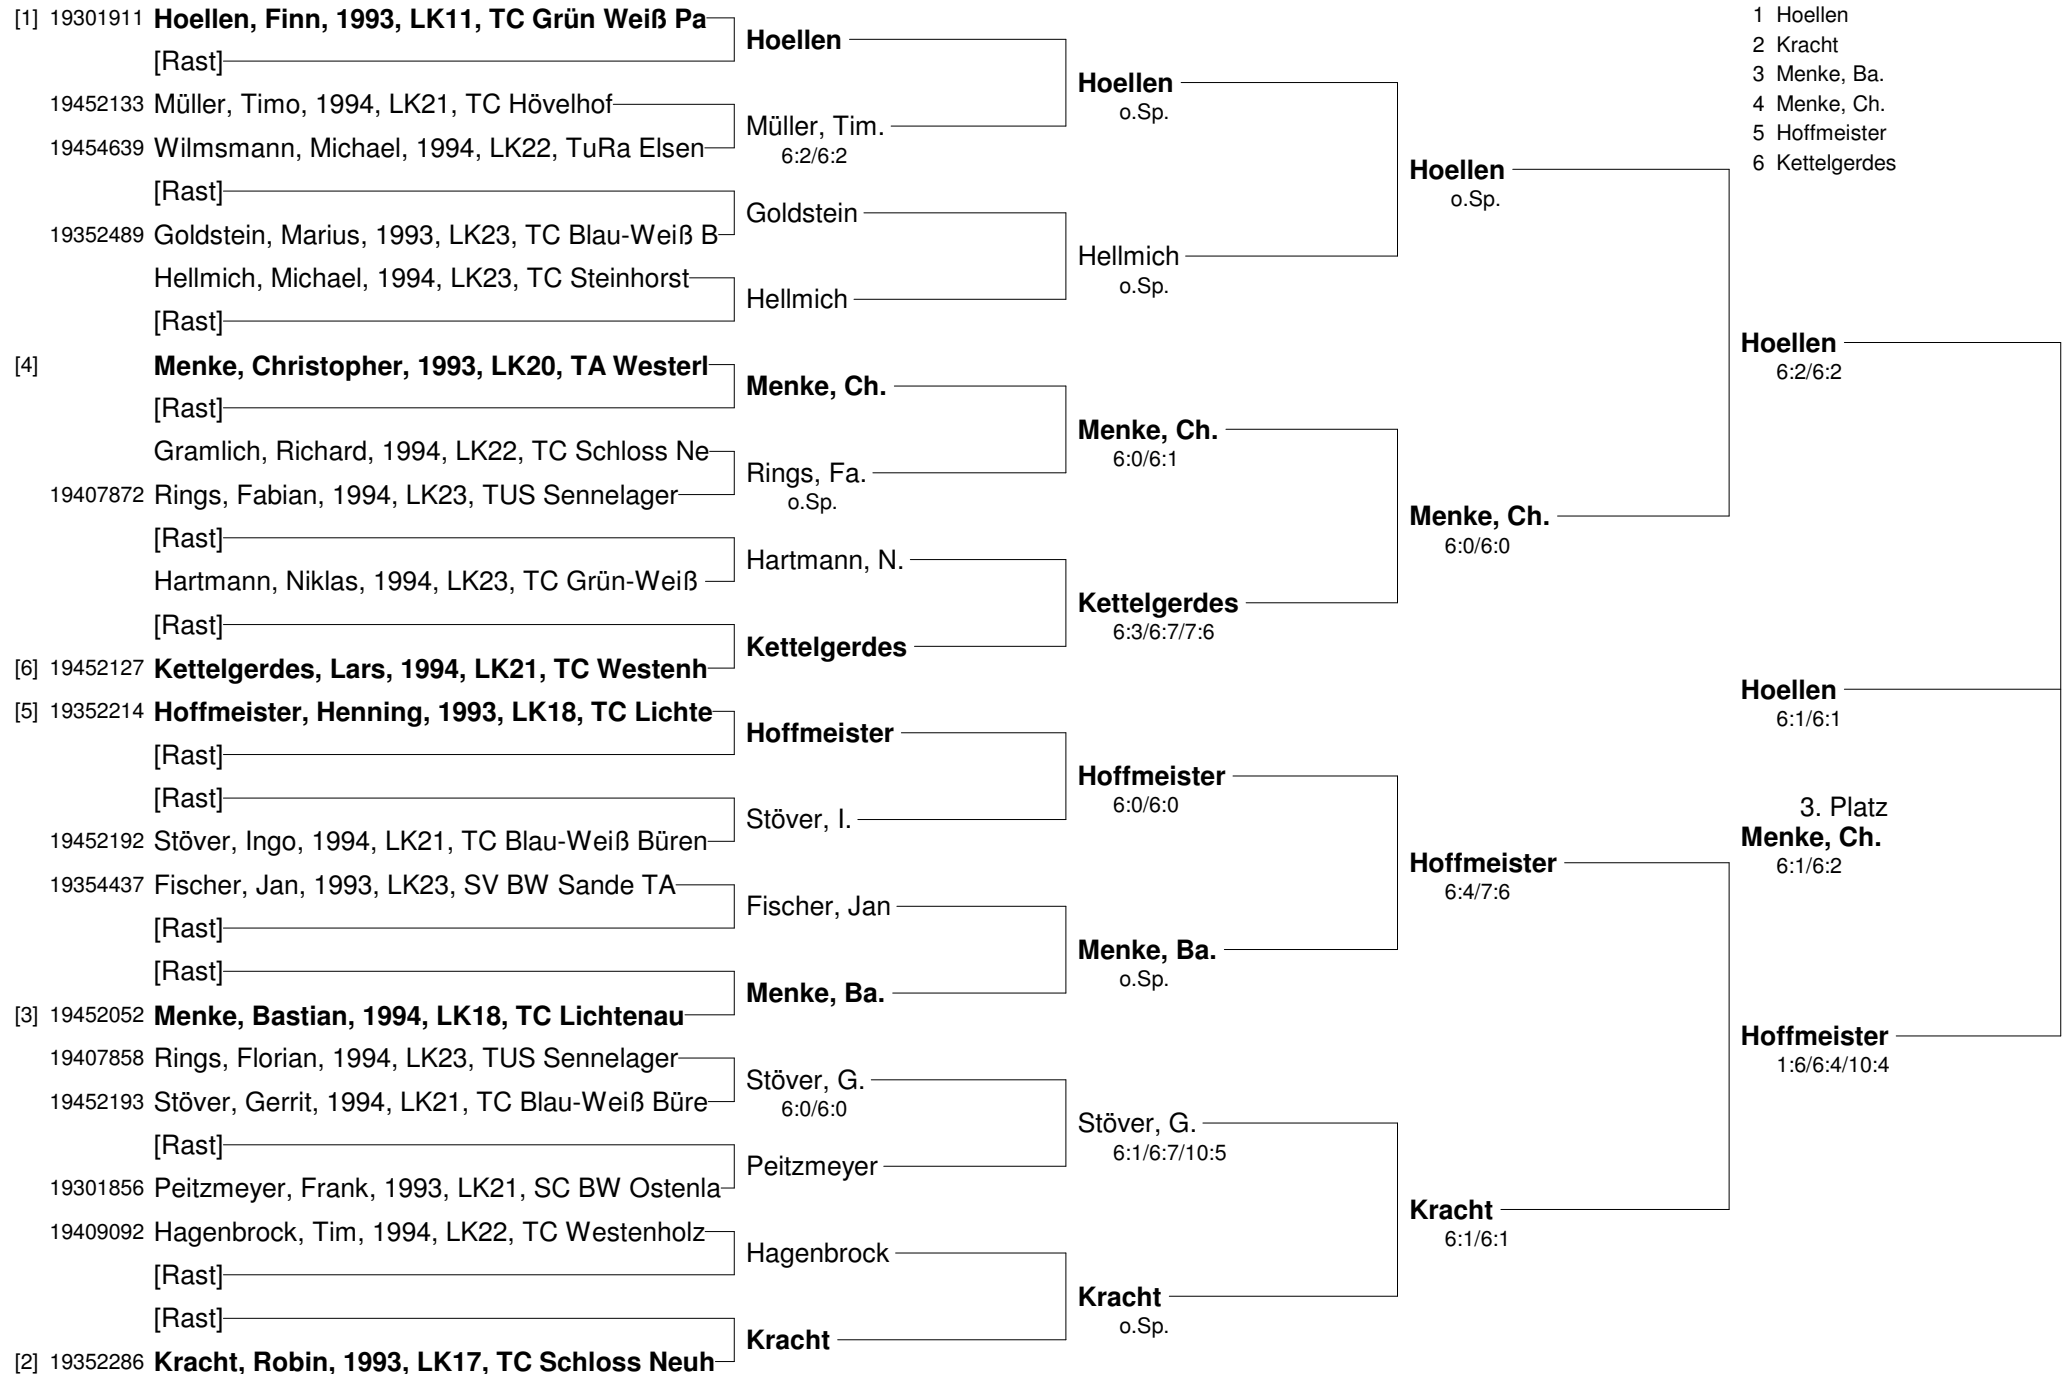 [1] 19301911 Hoellen, Finn, 1993, LK11, TC Grün Weiß Pa
[Rast]
19452133 Müller, Timo, 1994, LK21, TC Hövelhof
19454639 Wilmsmann, Michael, 1994, LK22, TuRa Elsen
[Rast]
19352489 Goldstein, Marius, 1993, LK23, TC Blau-Weiß B
Hellmich, Michael, 1994, LK23, TC Steinhorst
[Rast]
[4] Menke, Christopher, 1993, LK20, TA Westerl
[Rast]
Gramlich, Richard, 1994, LK22, TC Schloss Ne
19407872 Rings, Fabian, 1994, LK23, TUS Sennelager
[Rast]
Hartmann, Niklas, 1994, LK23, TC Grün-Weiß
[Rast]
[6] 19452127 Kettelgerdes, Lars, 1994, LK21, TC Westenh
[5] 19352214 Hoffmeister, Henning, 1993, LK18, TC Lichte
[Rast]
[Rast]
19452192 Stöver, Ingo, 1994, LK21, TC Blau-Weiß Büren
19354437 Fischer, Jan, 1993, LK23, SV BW Sande TA
[Rast]
[Rast]
[3] 19452052 Menke, Bastian, 1994, LK18, TC Lichtenau
19407858 Rings, Florian, 1994, LK23, TUS Sennelager
19452193 Stöver, Gerrit, 1994, LK21, TC Blau-Weiß Büre
[Rast]
19301856 Peitzmeyer, Frank, 1993, LK21, SC BW Ostenla
19409092 Hagenbrock, Tim, 1994, LK22, TC Westenholz
[Rast]
[Rast]
[2] 19352286 Kracht, Robin, 1993, LK17, TC Schloss Neuh
Hoellen
Müller, Tim.
6:2/6:2
Goldstein
Hellmich
Menke, Ch.
Rings, Fa.
o.Sp.
Hartmann, N.
Kettelgerdes
Hoffmeister
Stöver, I.
Fischer, Jan
Menke, Ba.
Stöver, G.
6:0/6:0
Peitzmeyer
Hagenbrock
Kracht
Hoellen
o.Sp.
Hellmich
o.Sp.
Menke, Ch.
6:0/6:1
Kettelgerdes
6:3/6:7/7:6
Hoffmeister
6:0/6:0
Menke, Ba.
o.Sp.
Stöver, G.
6:1/6:7/10:5
Kracht
o.Sp.
Hoellen
o.Sp.
Menke, Ch.
6:0/6:0
Hoffmeister
6:4/7:6
Kracht
6:1/6:1
1 Hoellen
2 Kracht
3 Menke, Ba.
4 Menke, Ch.
5 Hoffmeister
6 Kettelgerdes
Hoellen
6:2/6:2
Hoellen
6:1/6:1
3. Platz
Menke, Ch.
6:1/6:2
Hoffmeister
1:6/6:4/10:4